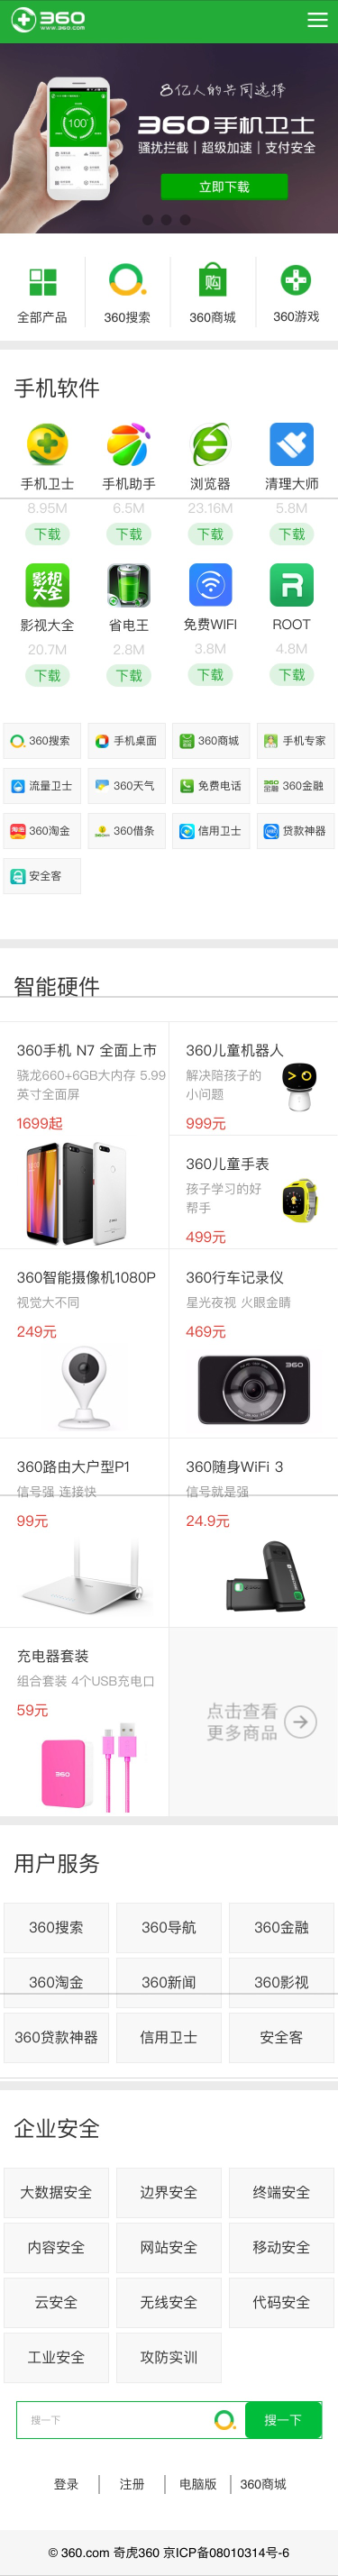 360
www.360.com
8亿人的共同选择
360手机卫士
骚扰拦截 | 超级加速 | 支付安全
100
立即下载
全部产品 360搜索 360商城 360游戏
购
手机软件
手机卫士 手机助手 浏览器 清理大师
8.95M 6.5M 23.16M 5.8M
下载 下载 下载 下载
影视大全
影视大全 省电王 免费WIFI ROOT
20.7M 2.8M 3.8M 4.8M
下载 下载 下载 下载
360搜索 手机桌面 360商城 手机专家
流量卫士 360天气 免费电话 360金融
360淘金 360借条 信用卫士 贷款神器
安全客
智能硬件
360手机 N7 全面上市
骁龙660+6GB大内存 5.99
英寸全面屏
1699起
360儿童机器人
解决陪孩子的
小问题
999元
360儿童手表
孩子学习的好
帮手
499元
360智能摄像机1080P
视觉大不同
249元
360行车记录仪
星光夜视 火眼金睛
469元
360
360路由大户型P1
信号强 连接快
99元
360随身WiFi 3
信号就是强
24.9元
充电器套装
组合套装 4个USB充电口
59元
360
点击查看
更多商品
用户服务
360搜索 360导航 360金融
360淘金 360新闻 360影视
360贷款神器 信用卫士 安全客
企业安全
大数据安全 边界安全 终端安全
内容安全 网站安全 移动安全
云安全 无线安全 代码安全
工业安全 攻防实训
搜一下 搜一下
登录 | 注册 | 电脑版 | 360商城
© 360.com 奇虎360 京ICP备08010314号-6